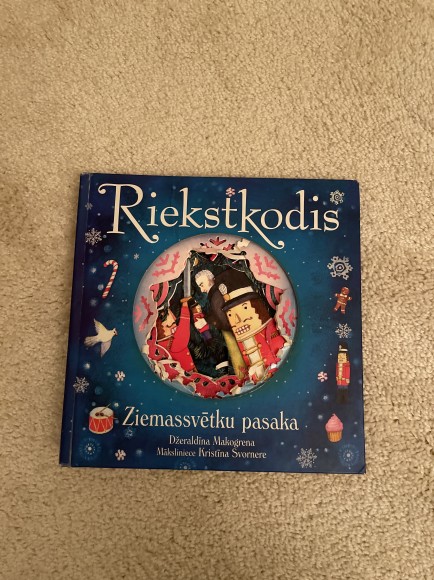 Riekstkodis
Ziemassvētku pasaka
Džeraldīna Makogrena
Māksliniece Kristīna Svornere